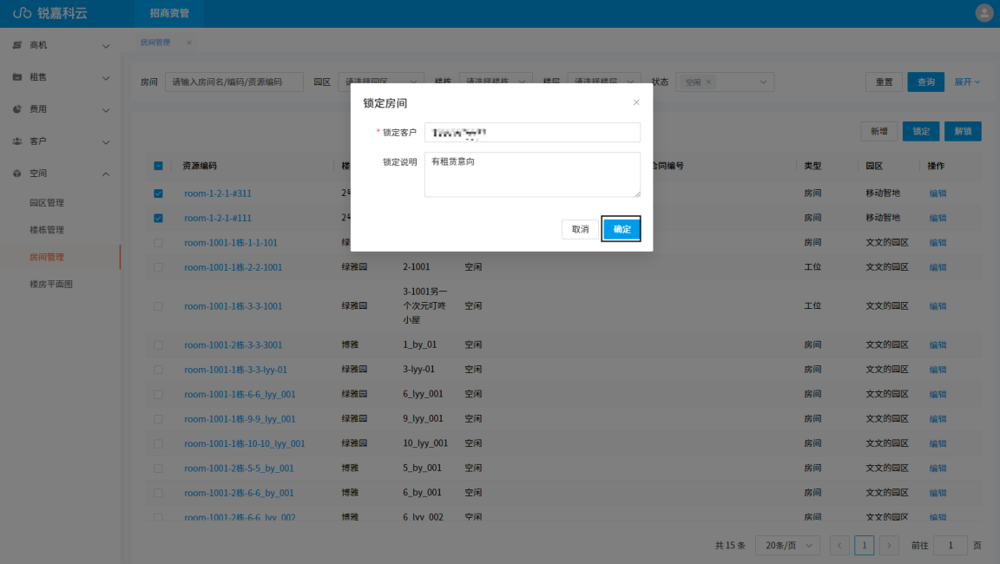 锐嘉科云 招商资管
商机
租售
费用
客户
空间
园区管理
楼栋管理
房间管理
楼房平面图
房间管理 ×
房间 请输入房间名/编码/资源编码 园区 请选择园区 楼栋 请选择楼栋 楼层 请选择楼层 状态 空闲 × 重置 查询 展开
新增 锁定 解锁
锁定房间 ×
* 锁定客户
锁定说明 有租赁意向
取消 确定
资源编码 楼 合同编号 类型 园区 操作
room-1-2-1-#311 房间 移动智地 编辑
room-1-2-1-#111 房间 移动智地 编辑
room-1001-1栋-1-1-101 房间 文文的园区 编辑
room-1001-1栋-2-2-1001 绿雅园 2-1001 空闲 工位 文文的园区 编辑
room-1001-1栋-3-3-1001 绿雅园 3-1001另一个次元叮咚小屋 空闲 工位 文文的园区 编辑
room-1001-2栋-3-3-3001 博雅 1_by_01 空闲 房间 文文的园区 编辑
room-1001-1栋-3-3-lyy-01 绿雅园 3-lyy-01 空闲 房间 文文的园区 编辑
room-1001-1栋-6-6_lyy_001 绿雅园 6_lyy_001 空闲 房间 文文的园区 编辑
room-1001-1栋-9-9_lyy_001 绿雅园 9_lyy_001 空闲 房间 文文的园区 编辑
room-1001-1栋-10-10_lyy_001 绿雅园 10_lyy_001 空闲 房间 文文的园区 编辑
room-1001-2栋-5-5_by_001 博雅 5_by_001 空闲 房间 文文的园区 编辑
room-1001-2栋-6-6_by_001 博雅 6_by_001 空闲 房间 文文的园区 编辑
room-1001-2栋-6-6_lyy_002 博雅 6_lyy_002 空闲 房间 文文的园区 编辑
共 15 条 20条/页 1 前往 1 页